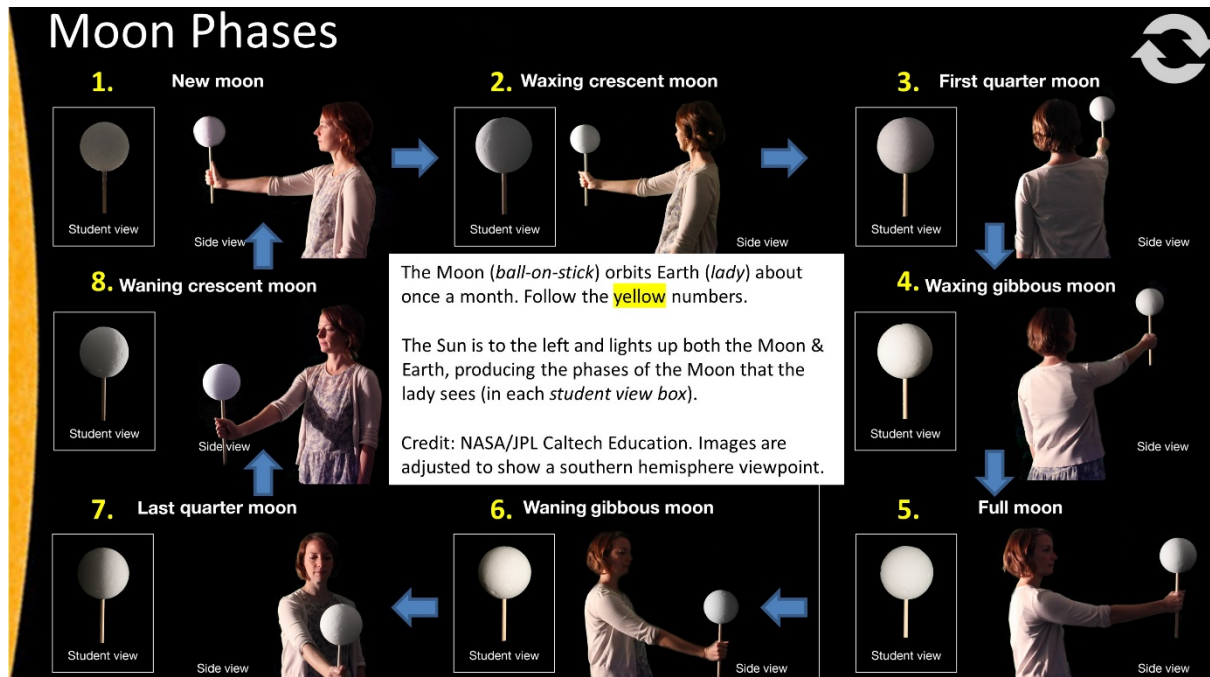 Moon Phases
1. New moon
Student view
Side view
2. Waxing crescent moon
Student view
Side view
3. First quarter moon
Student view
Side view
8. Waning crescent moon
Student view
Side view
The Moon (ball-on-stick) orbits Earth (lady) about
once a month. Follow the yellow numbers.
The Sun is to the left and lights up both the Moon &
Earth, producing the phases of the Moon that the
lady sees (in each student view box).
Credit: NASA/JPL Caltech Education. Images are
adjusted to show a southern hemisphere viewpoint.
4. Waxing gibbous moon
Student view
Side view
7. Last quarter moon
Student view
Side view
6. Waning gibbous moon
Student view
Side view
5. Full moon
Student view
Side view